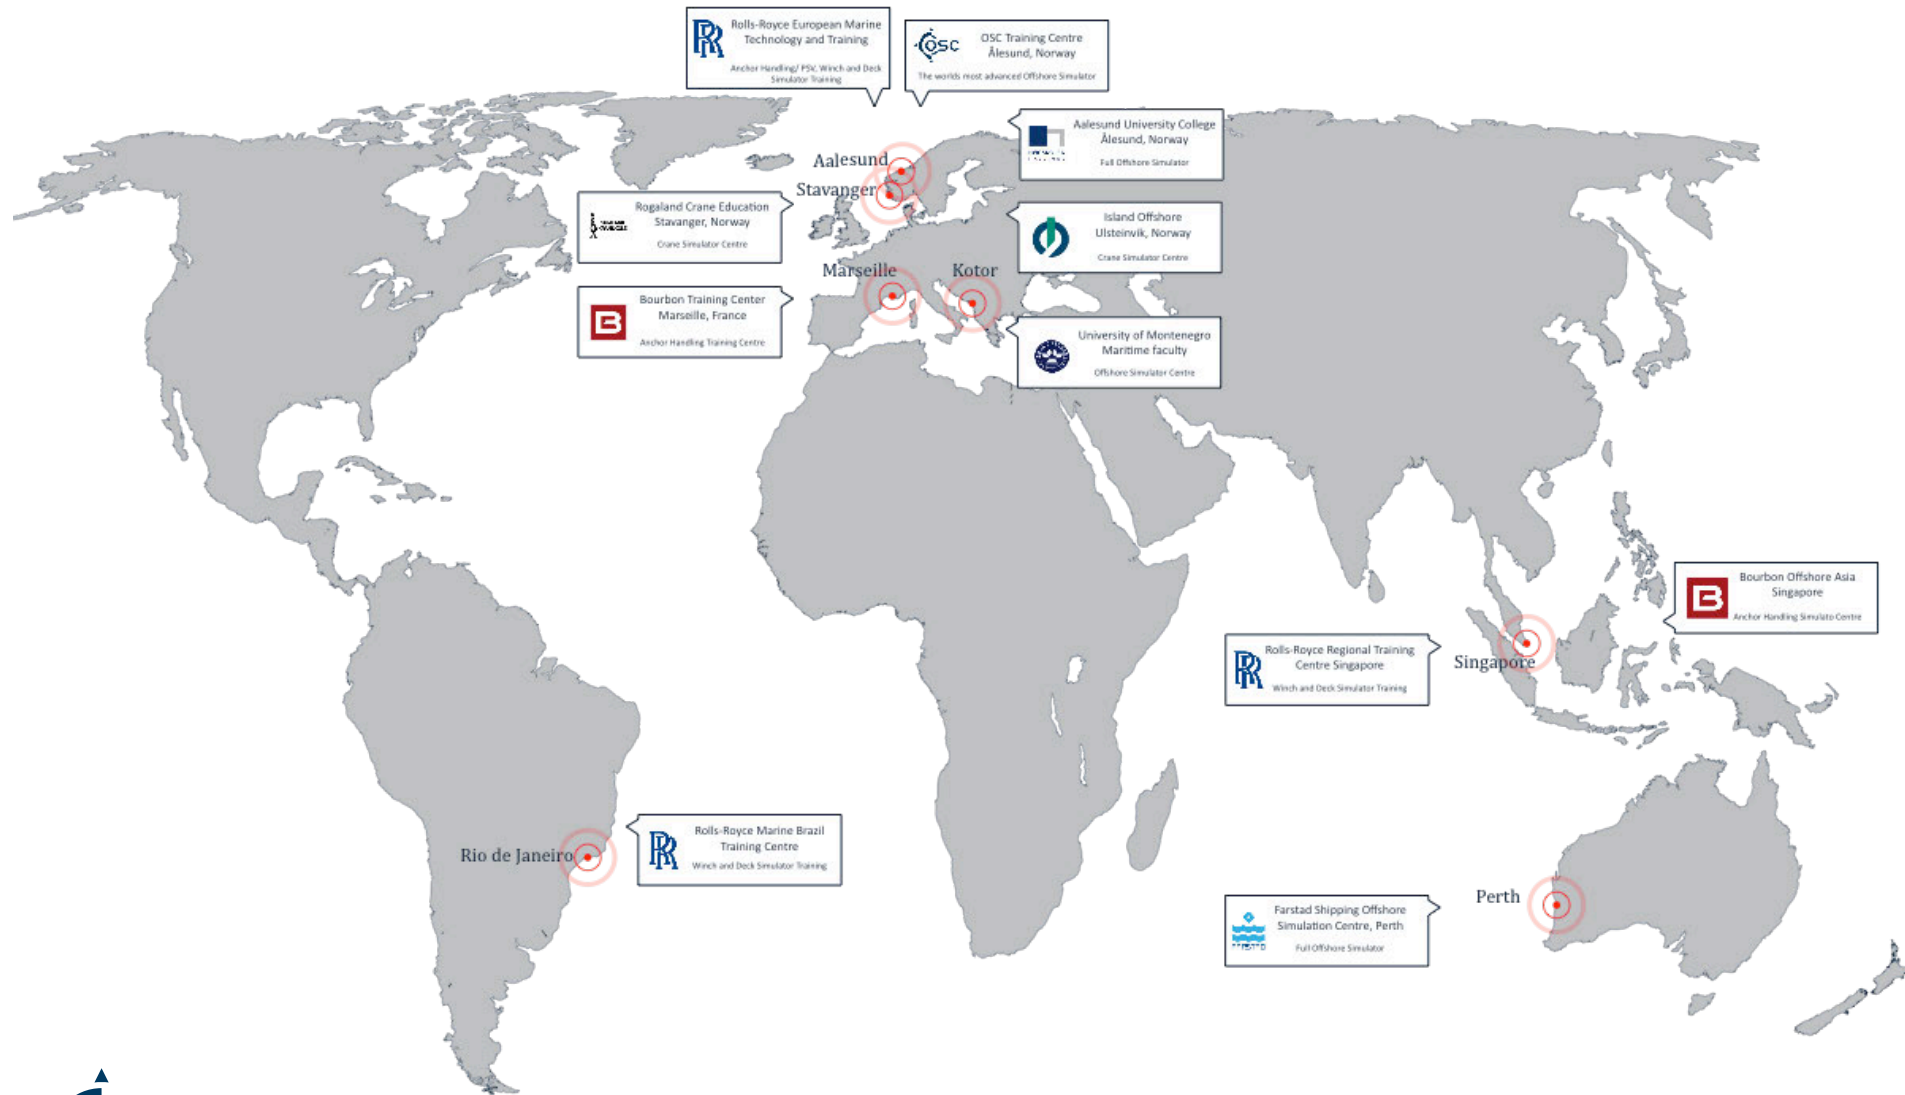 Rolls-Royce European Marine
Technology and Training
Anchor Handling/ PSV, Winch and Deck
Simulator Training
OSC
OSC Training Centre
Ålesund, Norway
The worlds most advanced Offshore Simulator
Aalesund University College
Ålesund, Norway
Full Offshore Simulator
Aalesund
Stavanger
Rogaland Crane Education
Stavanger, Norway
Crane Simulator Centre
Island Offshore
Ulsteinvik, Norway
Crane Simulator Centre
Marseille
Kotor
Bourbon Training Center
Marseille, France
Anchor Handling Training Centre
University of Montenegro
Maritime faculty
Offshore Simulator Centre
Bourbon Offshore Asia
Singapore
Anchor Handling Simulato Centre
Rolls-Royce Regional Training
Centre Singapore
Winch and Deck Simulator Training
Singapore
Rolls-Royce Marine Brazil
Training Centre
Winch and Deck Simulator Training
Rio de Janeiro
Perth
Farstad Shipping Offshore
Simulation Centre, Perth
Full Offshore Simulator